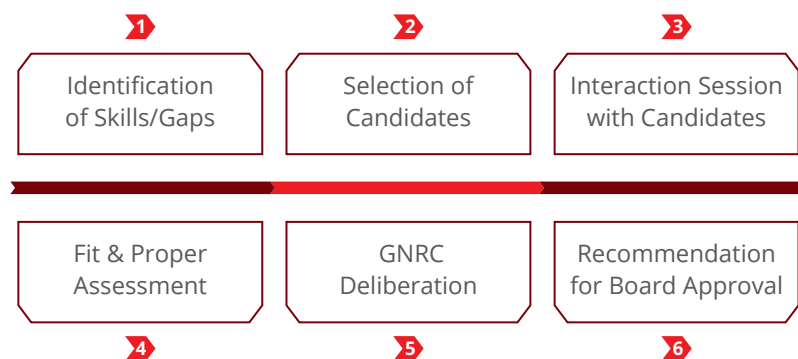 1
Identification
of Skills/Gaps
2
Selection of
Candidates
3
Interaction Session
with Candidates
Fit & Proper
Assessment
4
GNRC
Deliberation
5
Recommendation
for Board Approval
6